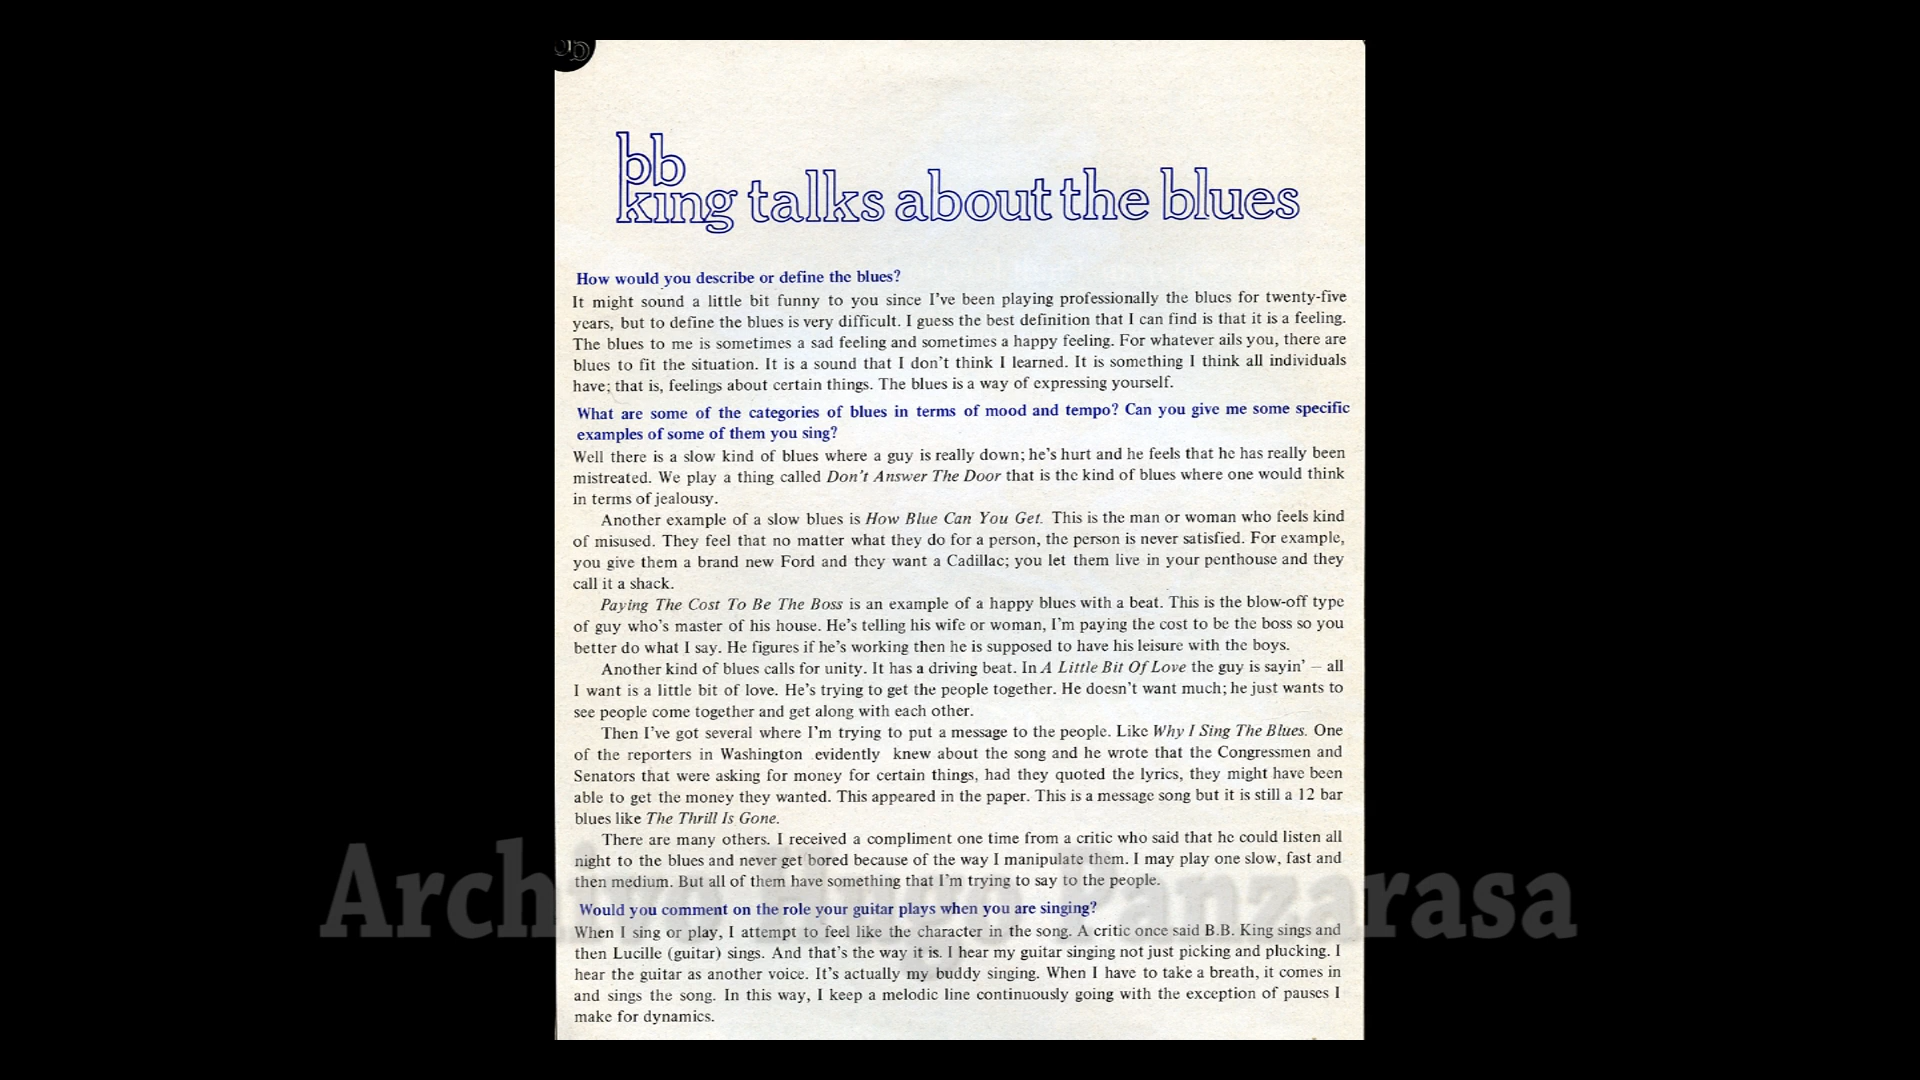 bb
king talks about the blues
How would you describe or define the blues?
It might sound a little bit funny to you since I've been playing professionally the blues for twenty-five
years, but to define the blues is very difficult. I guess the best definition that I can find is that it is a feeling.
The blues to me is sometimes a sad feeling and sometimes a happy feeling. For whatever ails you, there are
blues to fit the situation. It is a sound that I don't think I learned. It is something I think all individuals
have; that is, feelings about certain things. The blues is a way of expressing yourself.
What are some of the categories of blues in terms of mood and tempo? Can you give me some specific
examples of some of them you sing?
Well there is a slow kind of blues where a guy is really down; he's hurt and he feels that he has really been
mistreated. We play a thing called Don't Answer The Door that is the kind of blues where one would think
in terms of jealousy.
Another example of a slow blues is How Blue Can You Get. This is the man or woman who feels kind
of misused. They feel that no matter what they do for a person, the person is never satisfied. For example,
you give them a brand new Ford and they want a Cadillac; you let them live in your penthouse and they
call it a shack.
Paying The Cost To Be The Boss is an example of a happy blues with a beat. This is the blow-off type
of guy who's master of his house. He's telling his wife or woman, I'm paying the cost to be the boss so you
better do what I say. He figures if he's working then he is supposed to have his leisure with the boys.
Another kind of blues calls for unity. It has a driving beat. In A Little Bit Of Love the guy is sayin' – all
I want is a little bit of love. He's trying to get the people together. He doesn't want much; he just wants to
see people come together and get along with each other.
Then I've got several where I'm trying to put a message to the people. Like Why I Sing The Blues. One
of the reporters in Washington evidently knew about the song and he wrote that the Congressmen and
Senators that were asking for money for certain things, had they quoted the lyrics, they might have been
able to get the money they wanted. This appeared in the paper. This is a message song but it is still a 12 bar
blues like The Thrill Is Gone.
There are many others. I received a compliment one time from a critic who said that he could listen all
night to the blues and never get bored because of the way I manipulate them. I may play one slow, fast and
then medium. But all of them have something that I'm trying to say to the people.
Would you comment on the role your guitar plays when you are singing?
When I sing or play, I attempt to feel like the character in the song. A critic once said B.B. King sings and
then Lucille (guitar) sings. And that's the way it is. I hear my guitar singing not just picking and plucking. I
hear the guitar as another voice. It's actually my buddy singing. When I have to take a breath, it comes in
and sings the song. In this way, I keep a melodic line continuously going with the exception of pauses I
make for dynamics.
Archivo Hugo Panzarasa